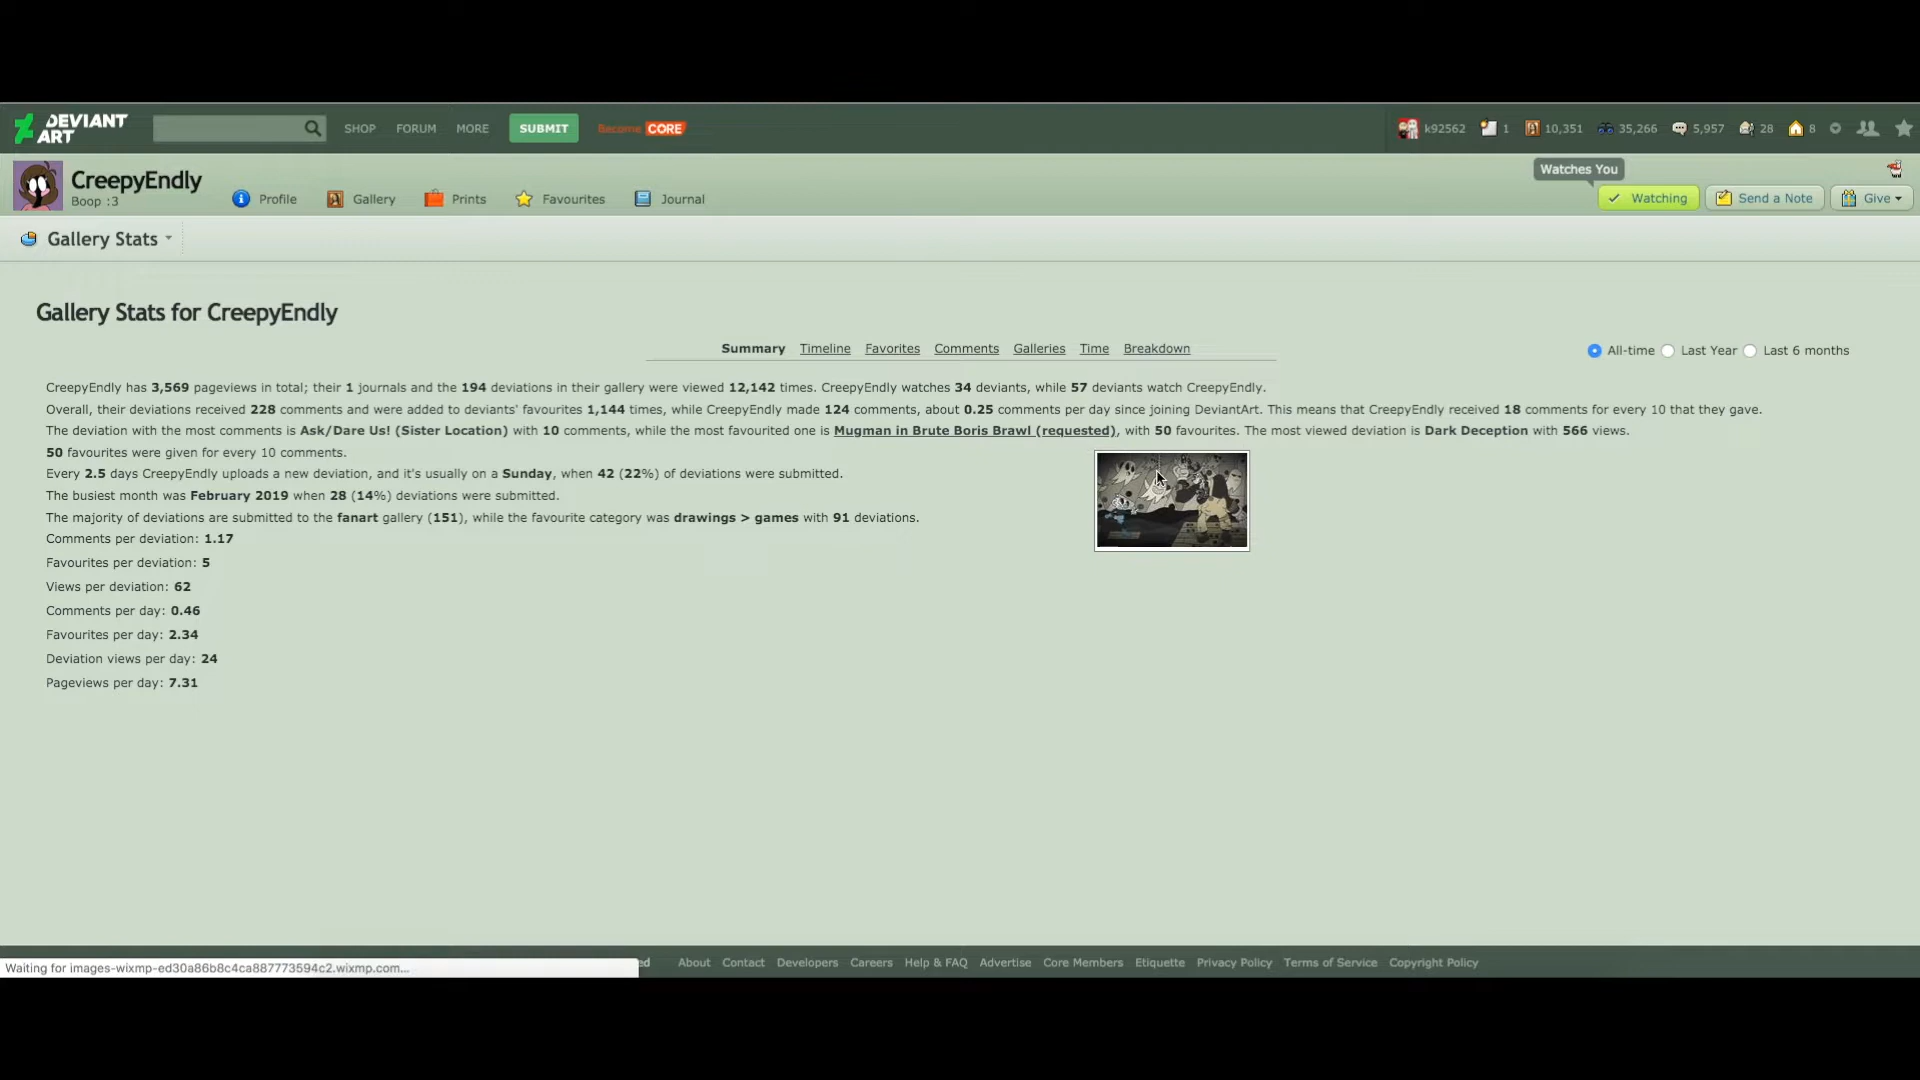 DEVIANT ART
SHOP FORUM MORE SUBMIT Become CORE k92562 1 10,351 35,266 5,957 28 8
CreepyEndly
Boop :3
Profile Gallery Prints Favourites Journal
Watches You
Watching Send a Note Give
Gallery Stats
Gallery Stats for CreepyEndly
Summary Timeline Favorites Comments Galleries Time Breakdown
All-time Last Year Last 6 months
CreepyEndly has 3,569 pageviews in total; their 1 journals and the 194 deviations in their gallery were viewed 12,142 times. CreepyEndly watches 34 deviants, while 57 deviants watch CreepyEndly.
Overall, their deviations received 228 comments and were added to deviants' favourites 1,144 times, while CreepyEndly made 124 comments, about 0.25 comments per day since joining DeviantArt. This means that CreepyEndly received 18 comments for every 10 that they gave.
The deviation with the most comments is Ask/Dare Us! (Sister Location) with 10 comments, while the most favourited one is Mugman in Brute Boris Brawl (requested), with 50 favourites. The most viewed deviation is Dark Deception with 566 views.
50 favourites were given for every 10 comments.
Every 2.5 days CreepyEndly uploads a new deviation, and it's usually on a Sunday, when 42 (22%) of deviations were submitted.
The busiest month was February 2019 when 28 (14%) deviations were submitted.
The majority of deviations are submitted to the fanart gallery (151), while the favourite category was drawings > games with 91 deviations.
Comments per deviation: 1.17
Favourites per deviation: 5
Views per deviation: 62
Comments per day: 0.46
Favourites per day: 2.34
Deviation views per day: 24
Pageviews per day: 7.31
ed About Contact Developers Careers Help & FAQ Advertise Core Members Etiquette Privacy Policy Terms of Service Copyright Policy
Waiting for images-wixmp-ed30a86b8c4ca887773594c2.wixmp.com...